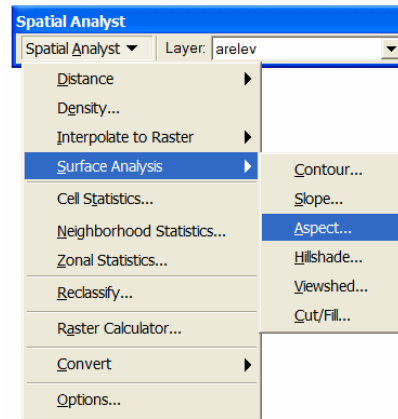 Spatial Analyst
Spatial Analyst Layer: arelev
Distance
Density...
Interpolate to Raster
Surface Analysis
Cell Statistics...
Neighborhood Statistics...
Zonal Statistics...
Reclassify...
Raster Calculator...
Convert
Options...
Contour...
Slope...
Aspect...
Hillshade...
Viewshed...
Cut/Fill...